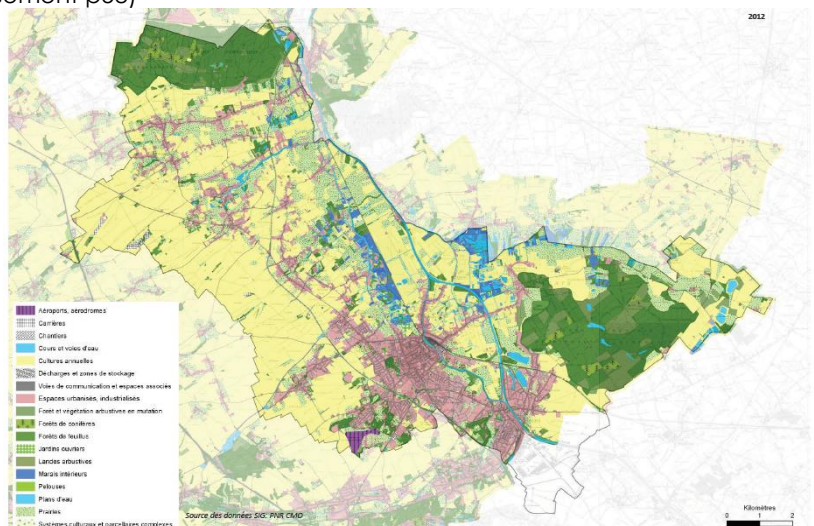 2012
Aéroports, aérodromes
Carrières
Chantiers
Cours et voies d'eau
Cultures annuelles
Décharges et zones de stockage
Voies de communication et espaces associés
Espaces urbanisés, industrialisés
Forêt et végétation arbustive en mutation
Forêts de conifères
Forêts de feuillus
Jardins ouvriers
Landes arbustives
Marais intérieurs
Pelouses
Plans d'eau
Prairies
Systèmes culturaux et parcellaires complexes
Source des données SIG: PNR CMO
Kilomètres
0 1 2